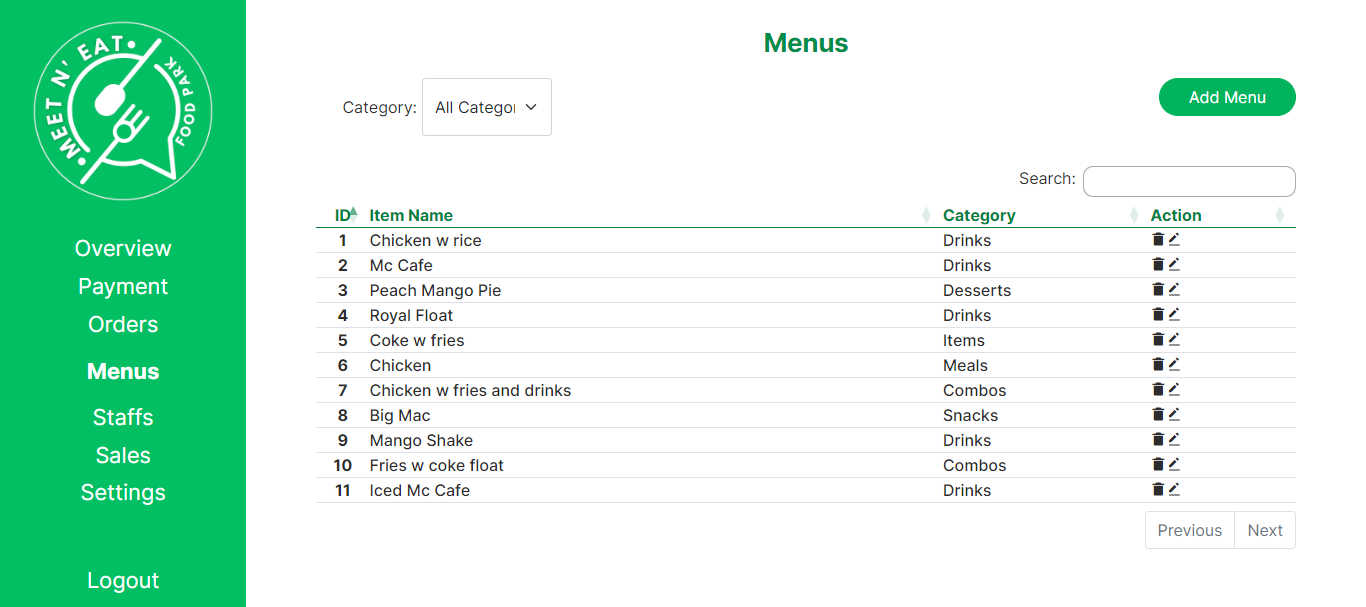 MEET N' EAT
FOOD PARK
Overview
Payment
Orders
Menus
Staffs
Sales
Settings
Logout
Menus
Category: All Catego
Add Menu
Search:
ID Item Name Category Action
1 Chicken w rice Drinks
2 Mc Cafe Drinks
3 Peach Mango Pie Desserts
4 Royal Float Drinks
5 Coke w fries Items
6 Chicken Meals
7 Chicken w fries and drinks Combos
8 Big Mac Snacks
9 Mango Shake Drinks
10 Fries w coke float Combos
11 Iced Mc Cafe Drinks
Previous Next